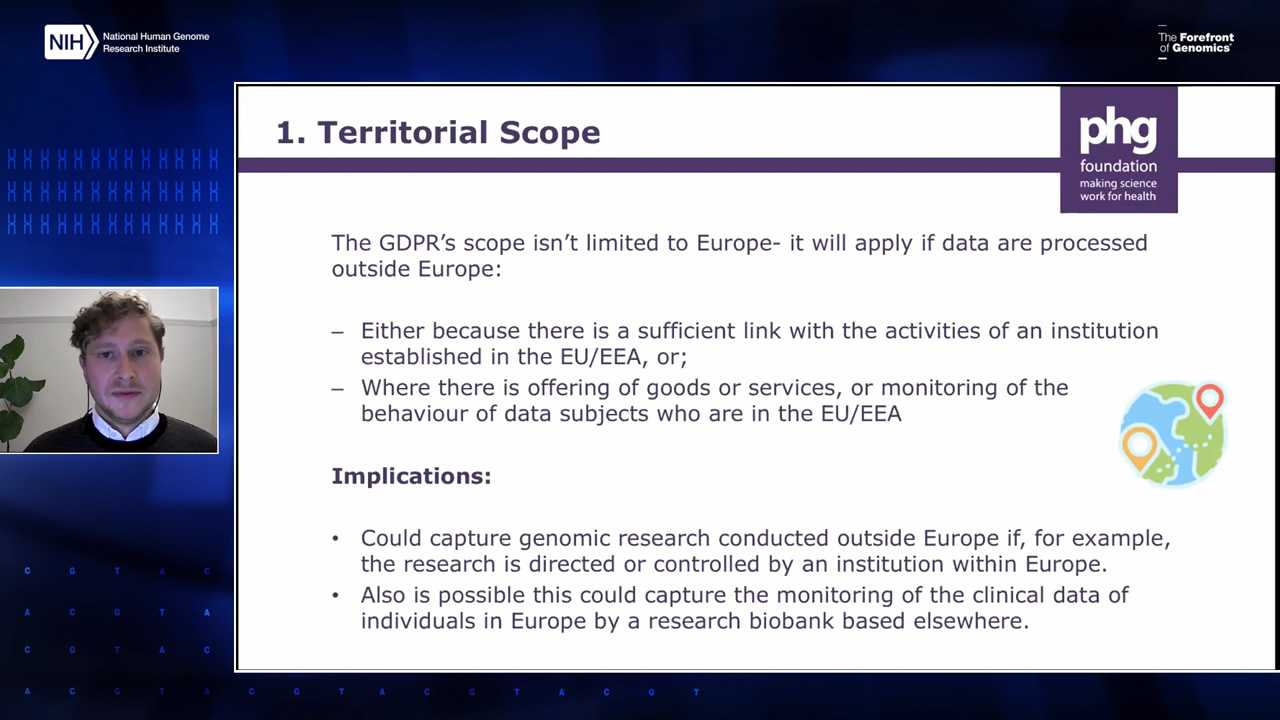 NIH
National Human Genome
Research Institute
The Forefront
of Genomics®
1. Territorial Scope
phg
foundation
making science
work for health
The GDPR's scope isn't limited to Europe- it will apply if data are processed
outside Europe:
– Either because there is a sufficient link with the activities of an institution
established in the EU/EEA, or;
– Where there is offering of goods or services, or monitoring of the
behaviour of data subjects who are in the EU/EEA
Implications:
• Could capture genomic research conducted outside Europe if, for example,
the research is directed or controlled by an institution within Europe.
• Also is possible this could capture the monitoring of the clinical data of
individuals in Europe by a research biobank based elsewhere.
C G T A C
A C G T A
C G T A C
A C G T A C G T A C G T A C G T